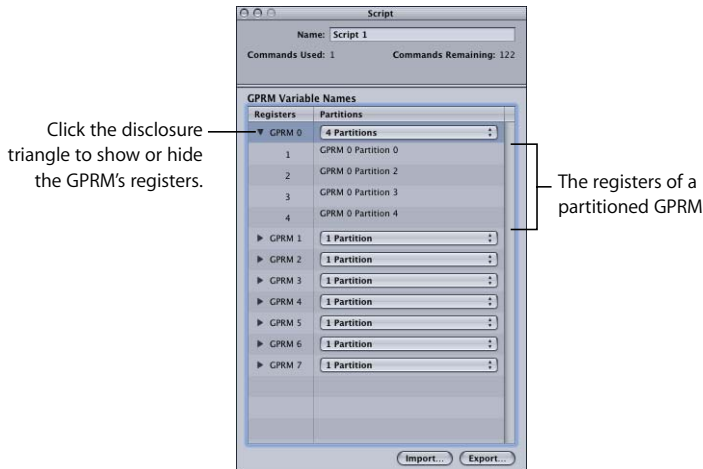 Script
Name: Script 1
Commands Used: 1 Commands Remaining: 122
GPRM Variable Names
Registers Partitions
GPRM 0 4 Partitions
1 GPRM 0 Partition 0
2 GPRM 0 Partition 2
3 GPRM 0 Partition 3
4 GPRM 0 Partition 4
GPRM 1 1 Partition
GPRM 2 1 Partition
GPRM 3 1 Partition
GPRM 4 1 Partition
GPRM 5 1 Partition
GPRM 6 1 Partition
GPRM 7 1 Partition
Import... Export...
Click the disclosure
triangle to show or hide
the GPRM’s registers.
The registers of a
partitioned GPRM